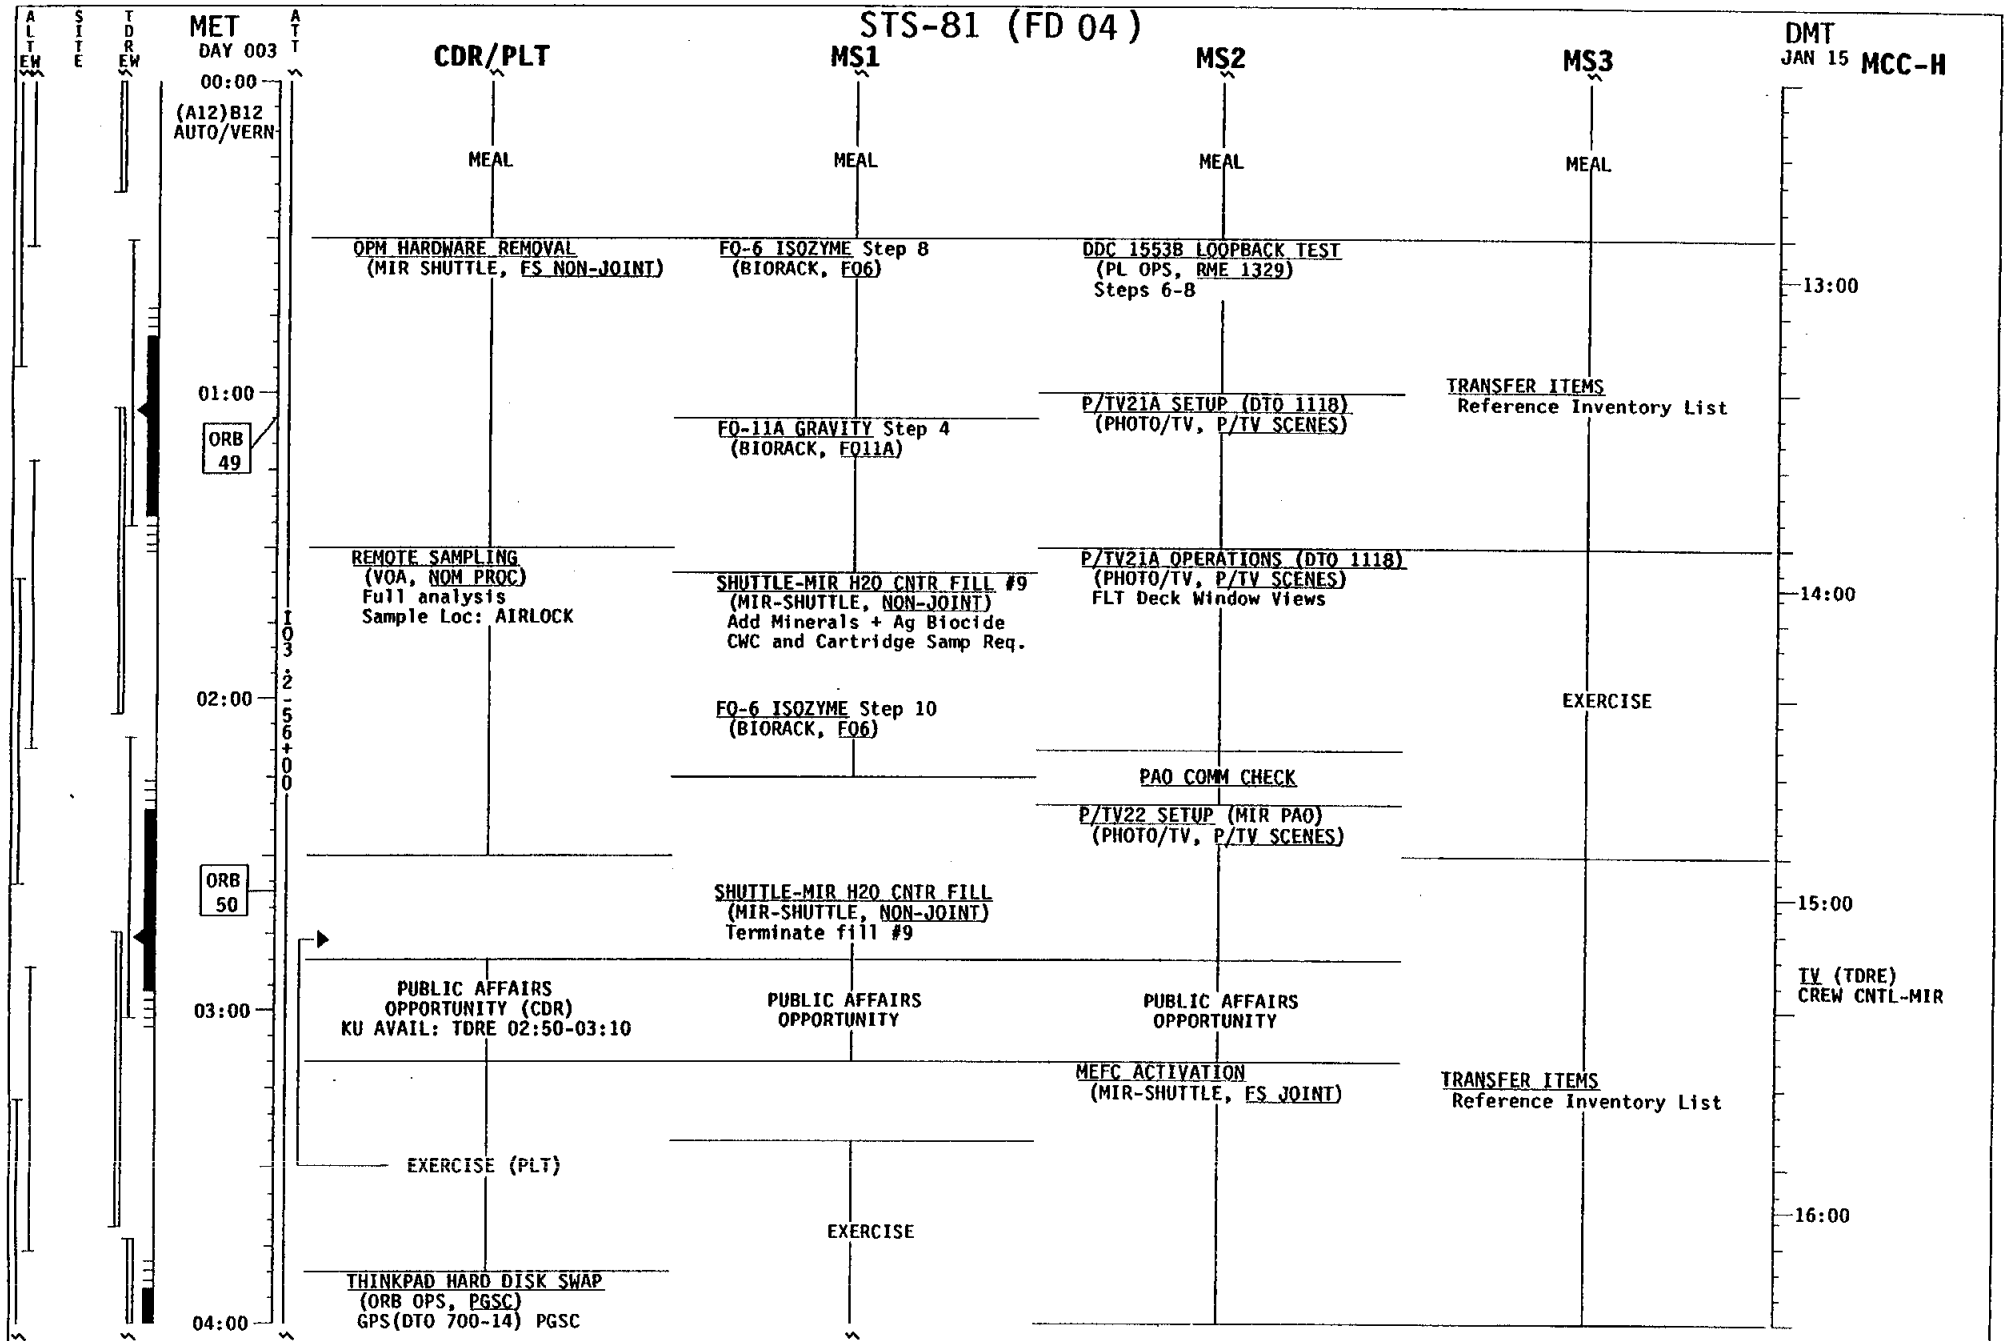 STS-81 (FD 04)
ALT
E W
SITE
TDR
E W
MET
DAY 003
ATT
CDR/PLT
MS1
MS2
MS3
DMT
JAN 15
MCC-H
00:00
(A12)B12
AUTO/VERN
MEAL
MEAL
MEAL
MEAL
OPM HARDWARE REMOVAL
(MIR SHUTTLE, FS NON-JOINT)
FO-6 ISOZYME Step 8
(BIORACK, FO6)
DDC 1553B LOOPBACK TEST
(PL OPS, RME 1329)
Steps 6-8
13:00
01:00
ORB
49
FO-11A GRAVITY Step 4
(BIORACK, FO11A)
P/TV21A SETUP (DTO 1118)
(PHOTO/TV, P/TV SCENES)
TRANSFER ITEMS
Reference Inventory List
REMOTE SAMPLING
(VOA, NOM PROC)
Full analysis
Sample Loc: AIRLOCK
SHUTTLE-MIR H2O CNTR FILL #9
(MIR-SHUTTLE, NON-JOINT)
Add Minerals + Ag Biocide
CWC and Cartridge Samp Req.
P/TV21A OPERATIONS (DTO 1118)
(PHOTO/TV, P/TV SCENES)
FLT Deck Window Views
14:00
IO3.2-56+00
02:00
FO-6 ISOZYME Step 10
(BIORACK, FO6)
EXERCISE
PAO COMM CHECK
P/TV22 SETUP (MIR PAO)
(PHOTO/TV, P/TV SCENES)
ORB
50
SHUTTLE-MIR H2O CNTR FILL
(MIR-SHUTTLE, NON-JOINT)
Terminate fill #9
15:00
03:00
PUBLIC AFFAIRS
OPPORTUNITY (CDR)
KU AVAIL: TDRE 02:50-03:10
PUBLIC AFFAIRS
OPPORTUNITY
PUBLIC AFFAIRS
OPPORTUNITY
TV (TDRE)
CREW CNTL-MIR
MEFC ACTIVATION
(MIR-SHUTTLE, FS JOINT)
TRANSFER ITEMS
Reference Inventory List
EXERCISE (PLT)
EXERCISE
16:00
THINKPAD HARD DISK SWAP
(ORB OPS, PGSC)
GPS(DTO 700-14) PGSC
04:00